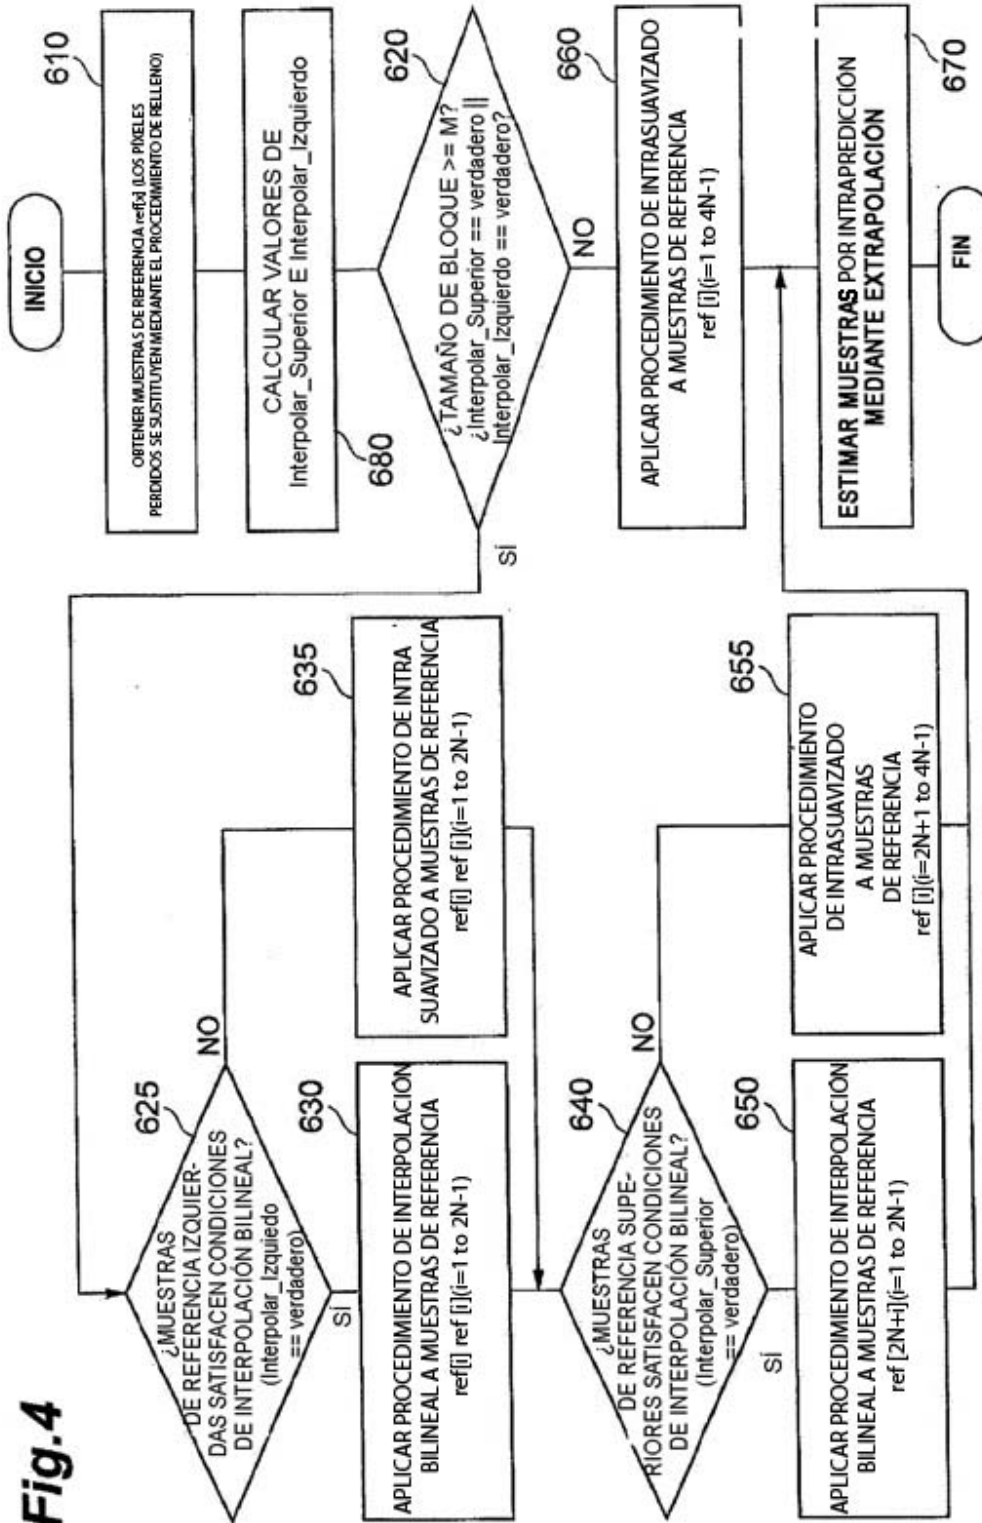 Fig.4
INICIO
610
OBTENER MUESTRAS DE REFERENCIA ref[x] (LOS PÍXELES
PERDIDOS SE SUSTITUYEN MEDIANTE EL PROCEDIMIENTO DE RELLENO)
CALCULAR VALORES DE
Interpolar_Superior E Interpolar_Izquierdo
680
620
¿TAMAÑO DE BLOQUE >= M?
¿Interpolar_Superior == verdadero ||
Interpolar_Izquierdo == verdadero?
SÍ
NO
660
APLICAR PROCEDIMIENTO DE INTRASUAVIZADO
A MUESTRAS DE REFERENCIA
ref [i](i=1 to 4N-1)
ESTIMAR MUESTRAS POR INTRAPREDICCIÓN
MEDIANTE EXTRAPOLACIÓN
670
FIN
625
¿MUESTRAS
DE REFERENCIA IZQUIER-
DAS SATISFACEN CONDICIONES
DE INTERPOLACIÓN BILINEAL?
(Interpolar_Izquiedo
== verdadero)
NO
SÍ
635
APLICAR PROCEDIMIENTO DE INTRA
SUAVIZADO A MUESTRAS DE REFERENCIA
ref[i] ref [i](i=1 to 2N-1)
630
APLICAR PROCEDIMIENTO DE INTERPOLACIÓN
BILINEAL A MUESTRAS DE REFERENCIA
ref[i] ref [i](i=1 to 2N-1)
640
¿MUESTRAS
DE REFERENCIA SUPE-
RIORES SATISFACEN CONDICIONES
DE INTERPOLACIÓN BILINEAL?
(Interpolar_Superior
== verdadero)
NO
SÍ
655
APLICAR PROCEDIMIENTO
DE INTRASUAVIZADO
A MUESTRAS
DE REFERENCIA
ref [i](i=2N+1 to 4N-1)
650
APLICAR PROCEDIMIENTO DE INTERPOLACIÓN
BILINEAL A MUESTRAS DE REFERENCIA
ref [2N+i](i=1 to 2N-1)